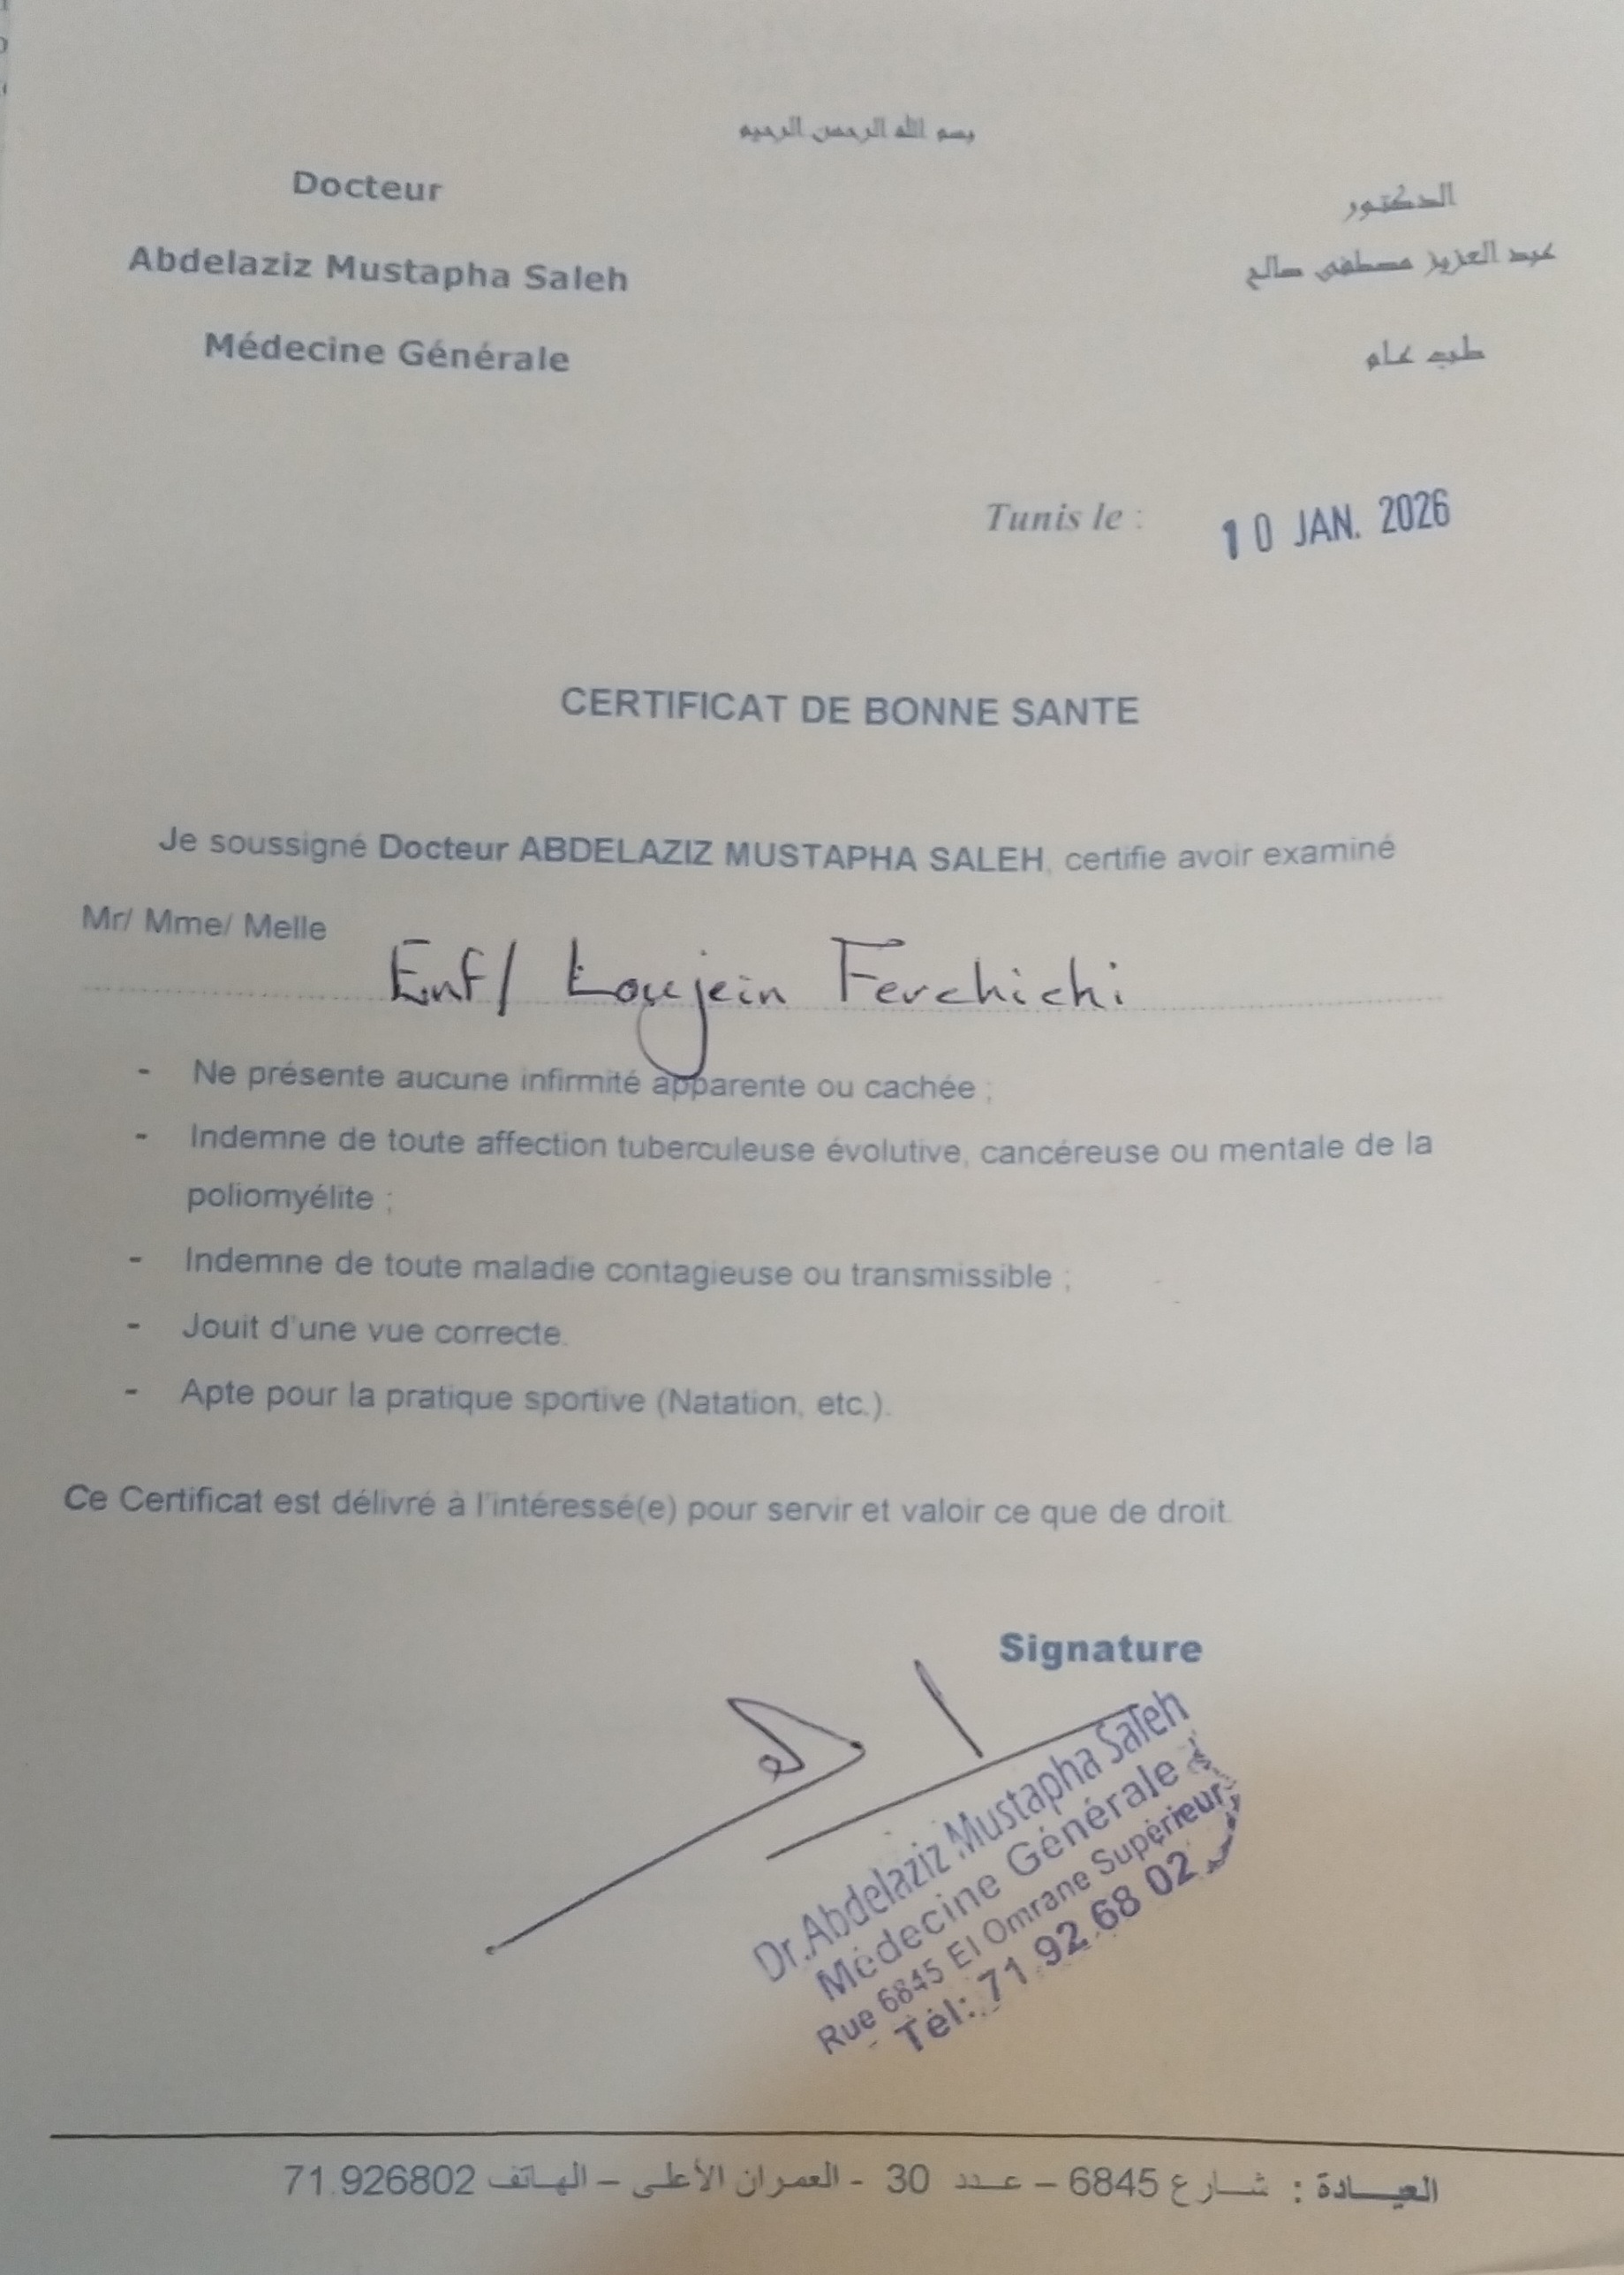 بسم الله الرحمن الرحيم
Docteur
Abdelaziz Mustapha Saleh
Médecine Générale
الدكتور
عبد العزيز مصطفى صالح
طب عام
Tunis le : 10 JAN. 2026
CERTIFICAT DE BONNE SANTE
Je soussigné Docteur ABDELAZIZ MUSTAPHA SALEH, certifie avoir examiné
Mr/ Mme/ Melle
Enf/ Loujein Ferchichi
- Ne présente aucune infirmité apparente ou cachée ;
- Indemne de toute affection tuberculeuse évolutive, cancéreuse ou mentale de la
poliomyélite ;
- Indemne de toute maladie contagieuse ou transmissible ;
- Jouit d'une vue correcte.
- Apte pour la pratique sportive (Natation, etc.).
Ce Certificat est délivré à l'intéressé(e) pour servir et valoir ce que de droit.
Signature
Dr.Abdelaziz Mustapha Saleh
Médecine Générale
Rue 6845 El Omrane Supérieur
Tél: 71 92 68 02
العيـــادة : شــارع 6845 – عـدد 30 - العمران الأعلى – الهـاتف 71.926802